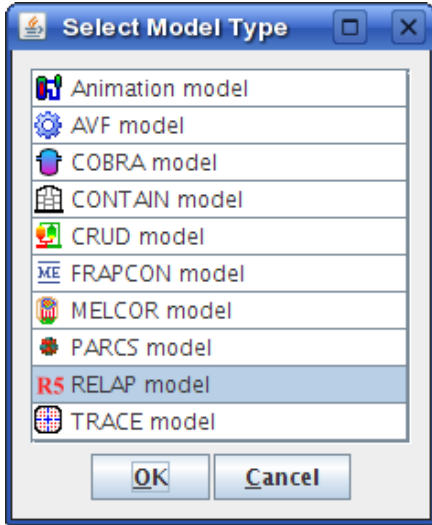 Select Model Type
Animation model
AVF model
COBRA model
CONTAIN model
CRUD model
ME FRAPCON model
MELCOR model
PARCS model
R5 RELAP model
TRACE model
OK Cancel